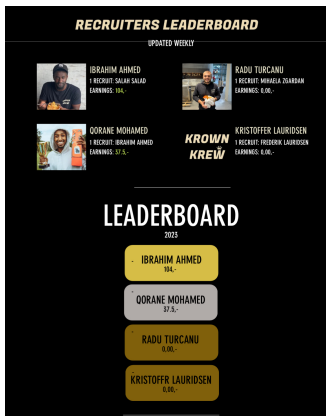 RECRUITERS LEADERBOARD
UPDATED WEEKLY
IBRAHIM AHMED
1 RECRUIT: SALAH SALAD
EARNINGS: 104,-
RADU TURCANU
1 RECRUIT: MIHAELA ZGARDAN
EARNINGS: 0,00,-
QORANE MOHAMED
1 RECRUIT: IBRAHIM AHMED
EARNINGS: 37.5,-
KROWN
KREW
KRISTOFFER LAURIDSEN
1 RECRUIT: FREDERIK LAURIDSEN
EARNINGS: 0,00,-
LEADERBOARD
2023
IBRAHIM AHMED
104,-
QORANE MOHAMED
37.5,-
RADU TURCANU
0,00,-
KRISTOFFR LAURIDSEN
0,00,-